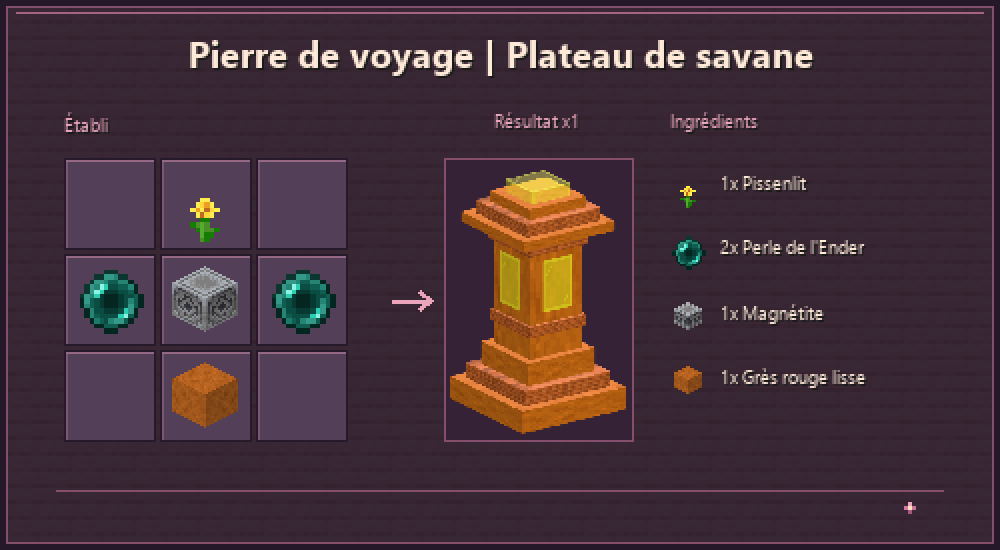 Pierre de voyage | Plateau de savane
Établi
Résultat x1
Ingrédients
1x Pissenlit
2x Perle de l'Ender
1x Magnétite
1x Grès rouge lisse